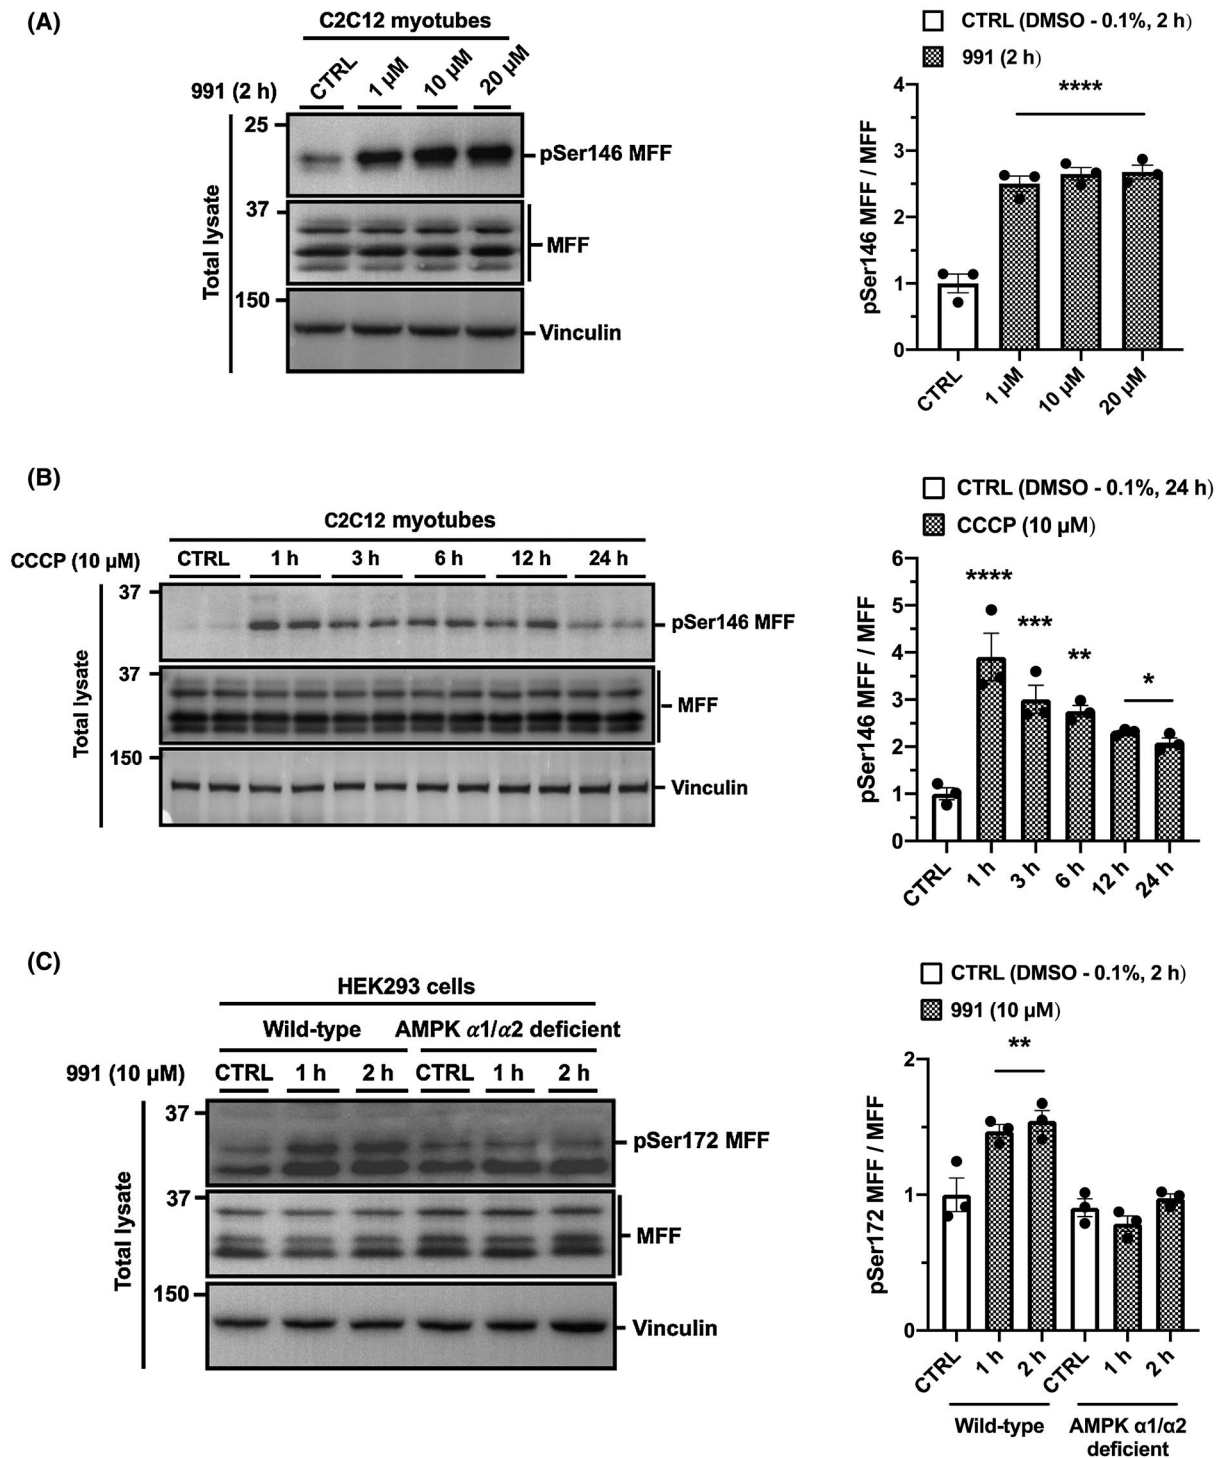 (A)
C2C12 myotubes
991 (2 h) CTRL 1 µM 10 µM 20 µM
Total lysate
25
pSer146 MFF
37
MFF
150
Vinculin
CTRL (DMSO - 0.1%, 2 h)
991 (2 h)
pSer146 MFF / MFF
4
3
2
1
0
****
CTRL 1 µM 10 µM 20 µM
(B)
C2C12 myotubes
CCCP (10 µM) CTRL 1 h 3 h 6 h 12 h 24 h
Total lysate
37
pSer146 MFF
37
MFF
150
Vinculin
CTRL (DMSO - 0.1%, 24 h)
CCCP (10 µM)
pSer146 MFF / MFF
6
5
4
3
2
1
0
**** *** ** *
CTRL 1 h 3 h 6 h 12 h 24 h
(C)
HEK293 cells
Wild-type AMPK α1/α2 deficient
991 (10 µM) CTRL 1 h 2 h CTRL 1 h 2 h
Total lysate
37
pSer172 MFF
37
MFF
150
Vinculin
CTRL (DMSO - 0.1%, 2 h)
991 (10 µM)
pSer172 MFF / MFF
2
1
0
**
CTRL 1 h 2 h CTRL 1 h 2 h
Wild-type AMPK α1/α2
deficient